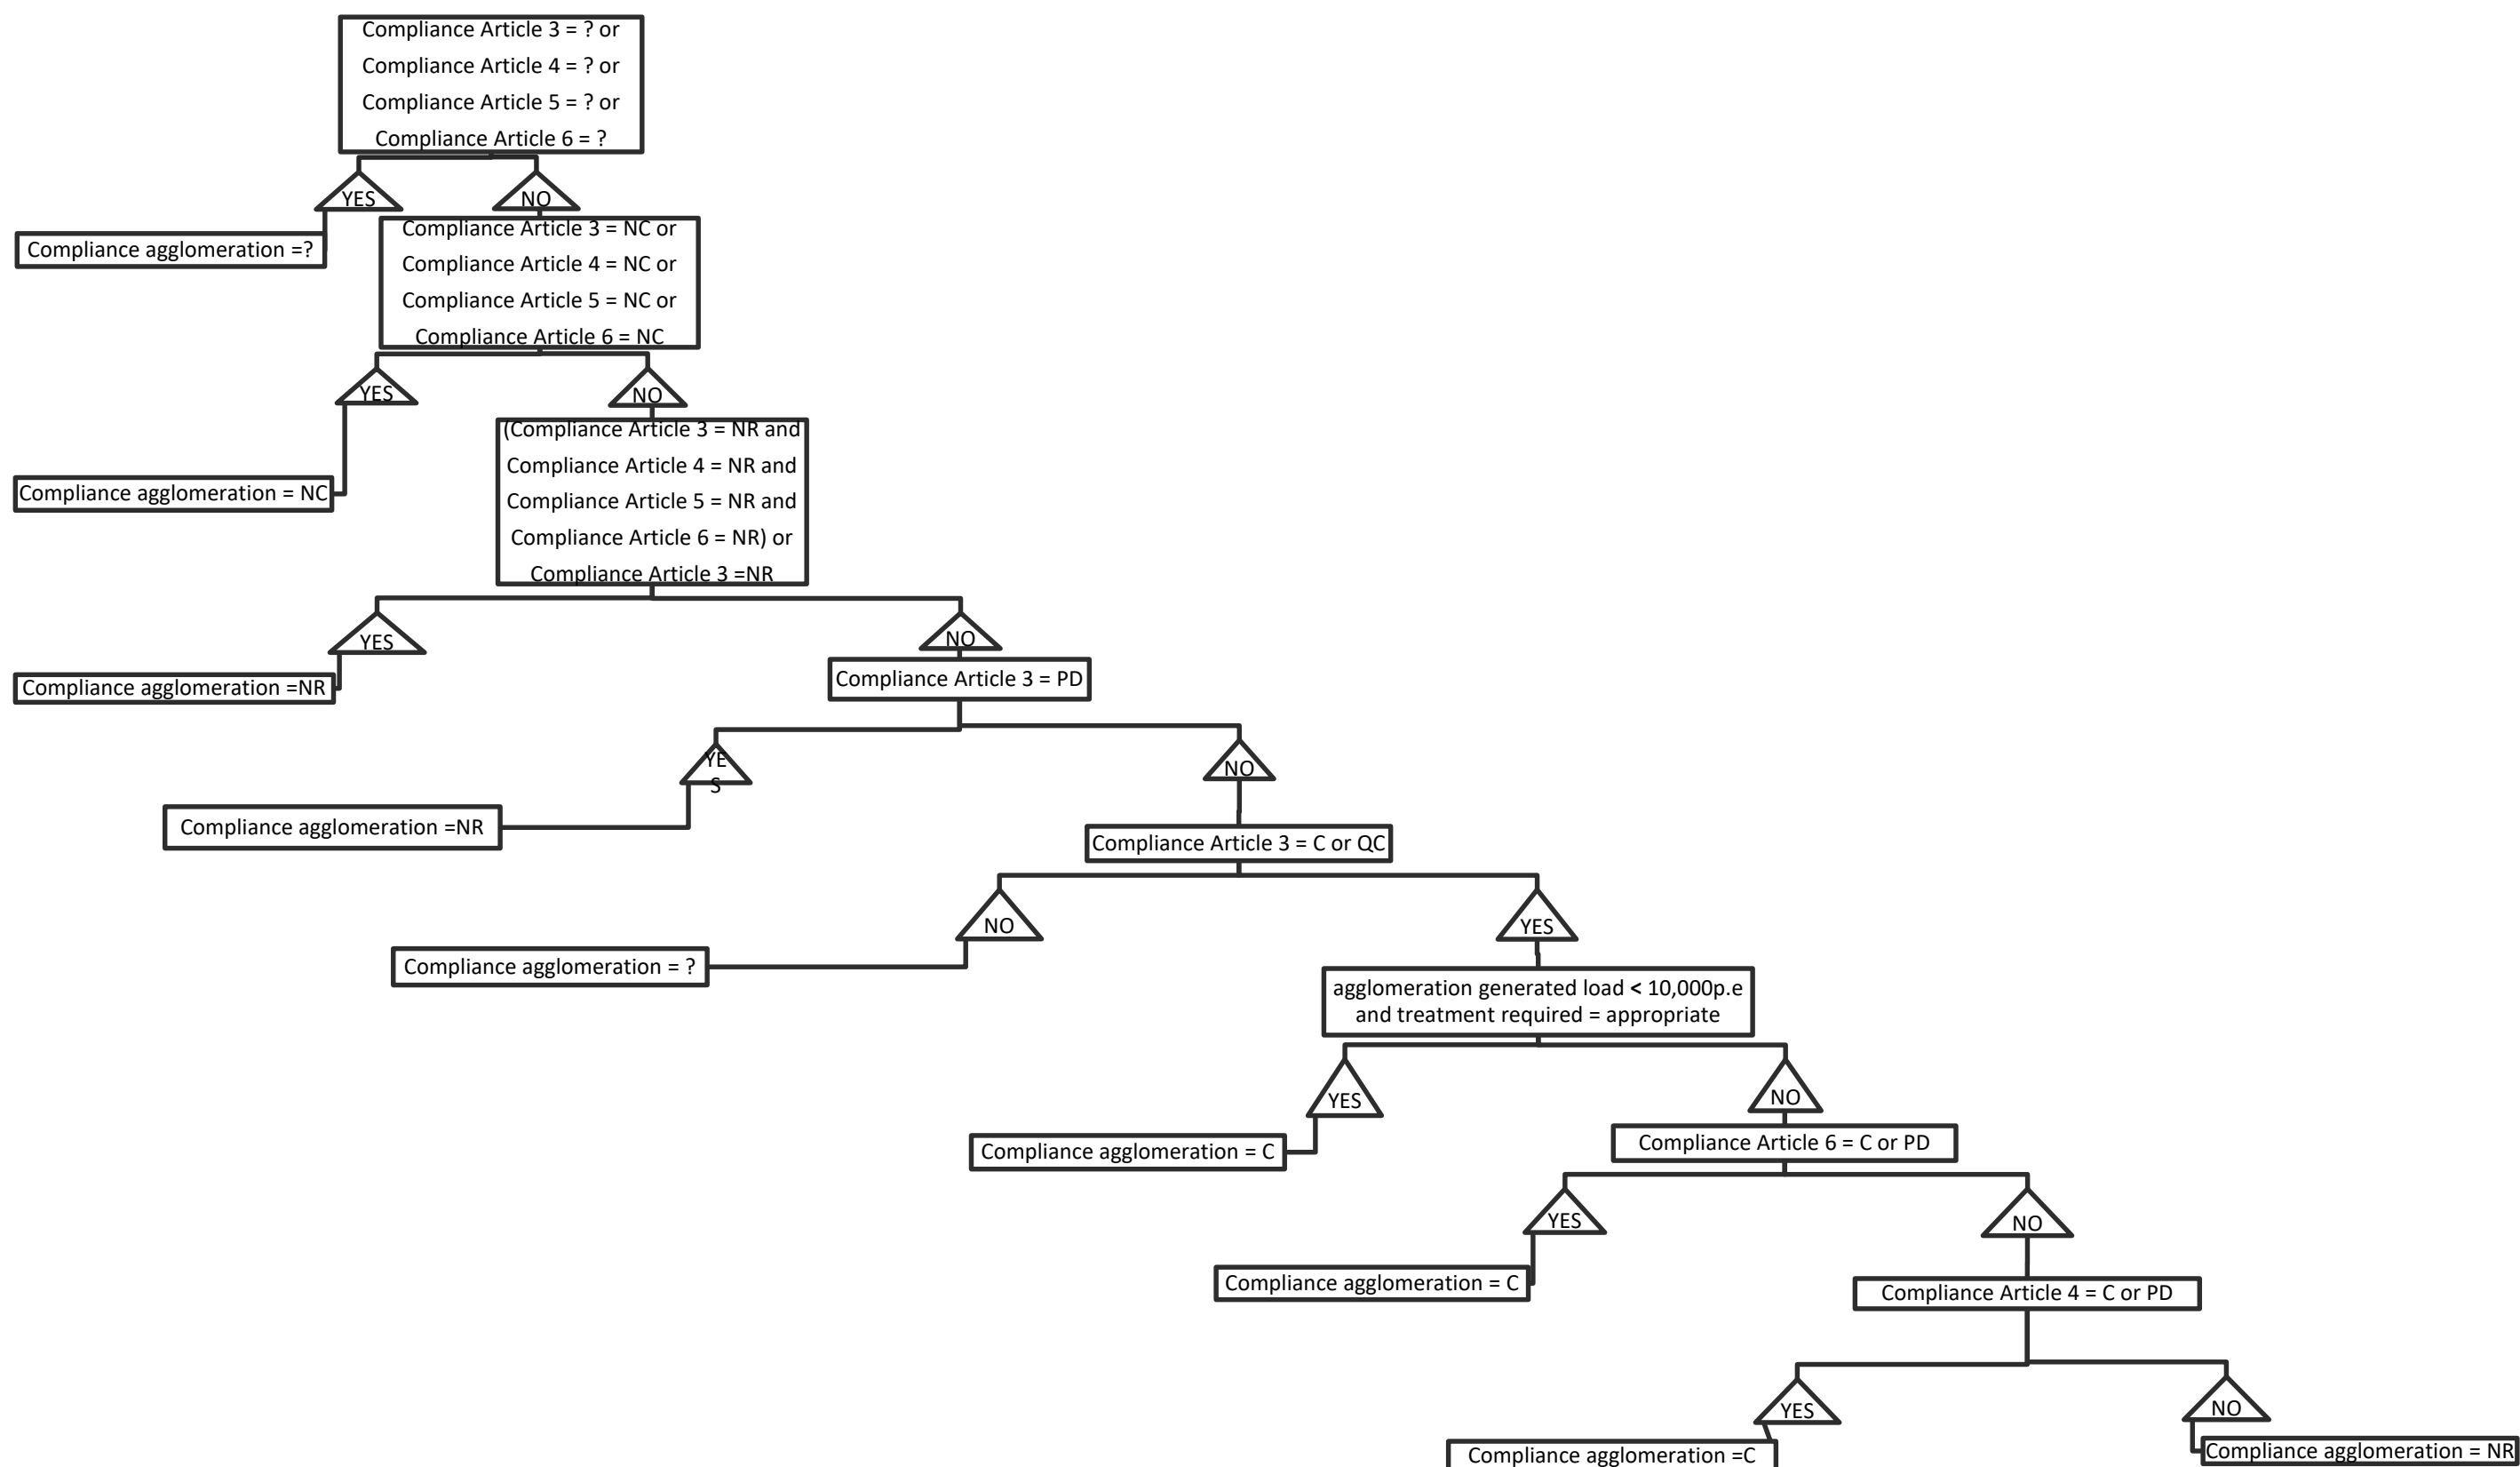 Compliance Article 3 = ? or
Compliance Article 4 = ? or
Compliance Article 5 = ? or
Compliance Article 6 = ?
YES
NO
Compliance agglomeration =?
Compliance Article 3 = NC or
Compliance Article 4 = NC or
Compliance Article 5 = NC or
Compliance Article 6 = NC
YES
NO
Compliance agglomeration = NC
(Compliance Article 3 = NR and
Compliance Article 4 = NR and
Compliance Article 5 = NR and
Compliance Article 6 = NR) or
Compliance Article 3 =NR
YES
NO
Compliance agglomeration =NR
Compliance Article 3 = PD
YE
S
NO
Compliance agglomeration =NR
Compliance Article 3 = C or QC
NO
YES
Compliance agglomeration = ?
agglomeration generated load < 10,000p.e
and treatment required = appropriate
YES
NO
Compliance agglomeration = C
Compliance Article 6 = C or PD
YES
NO
Compliance agglomeration = C
Compliance Article 4 = C or PD
YES
NO
Compliance agglomeration =C
Compliance agglomeration = NR